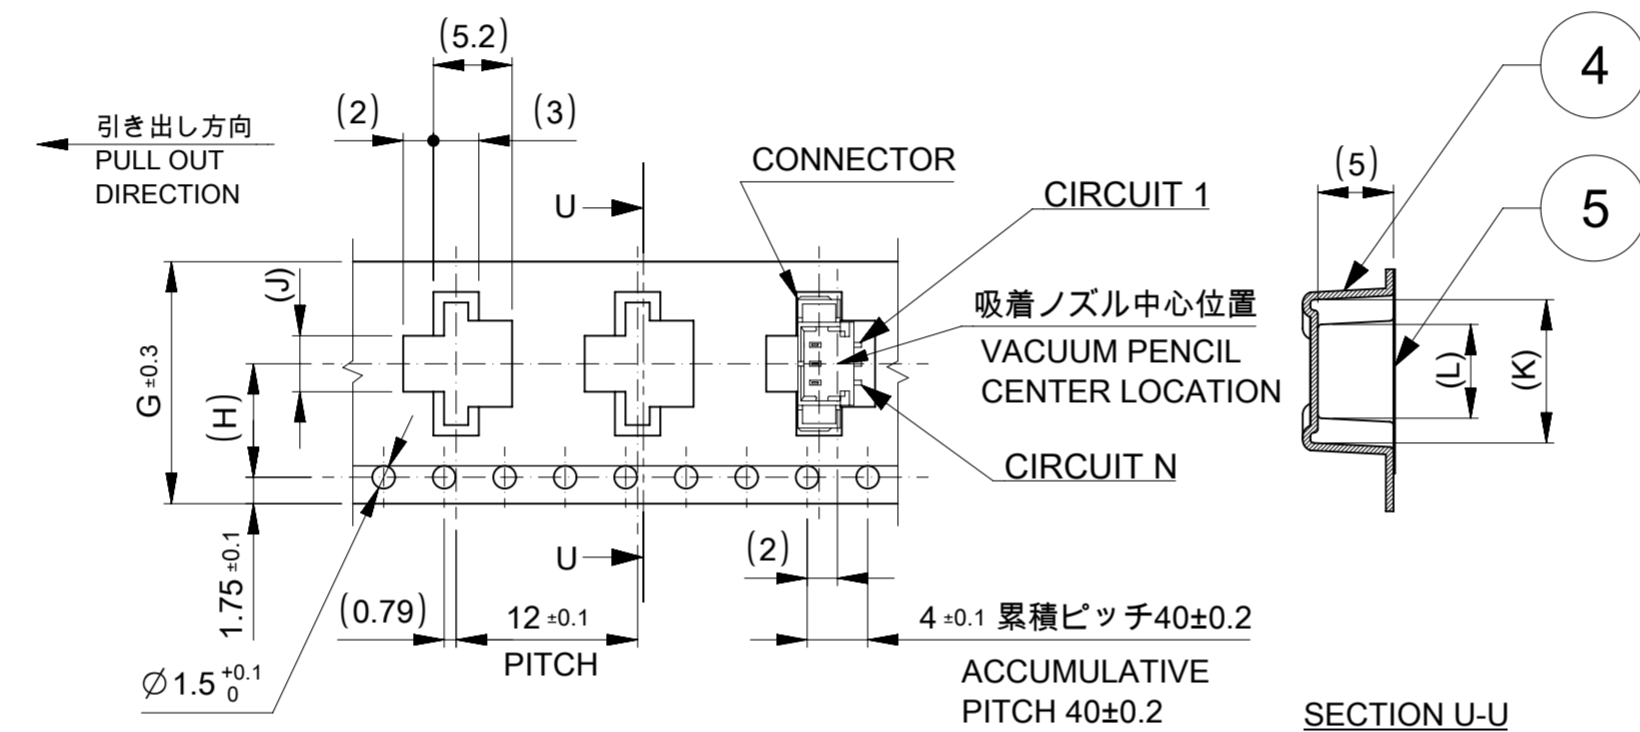 (5.2)
(2)
(3)
引き出し方向
PULL OUT
DIRECTION
CONNECTOR
U
CIRCUIT 1
(5)
4
5
吸着ノズル中心位置
VACUUM PENCIL
CENTER LOCATION
(J)
G ±0.3
(H)
(L)
(K)
CIRCUIT N
1.75 ±0.1
U
(2)
(0.79)
12 ±0.1
PITCH
4 ±0.1 累積ピッチ40±0.2
ACCUMULATIVE
PITCH 40±0.2
∅1.5 +0.1
0
SECTION U-U